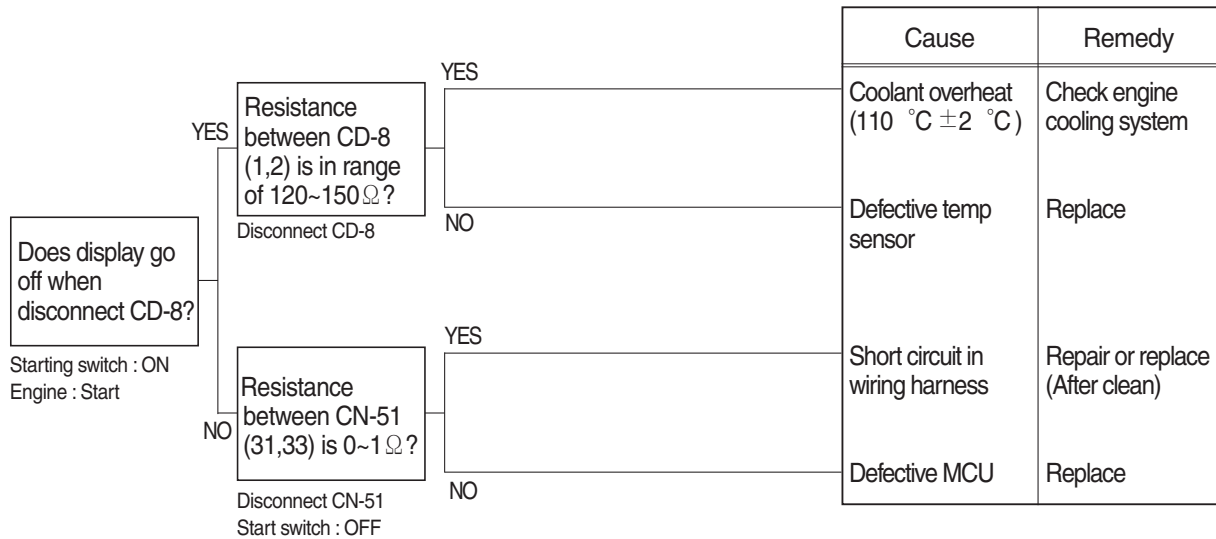 Cause
Remedy
YES
Resistance
between CD-8
(1,2) is in range
of 120~150Ω?
Disconnect CD-8
YES
NO
Coolant overheat
(110 °C ±2 °C)
Check engine
cooling system
Defective temp
sensor
Replace
Does display go
off when
disconnect CD-8?
Starting switch : ON
Engine : Start
NO
Resistance
between CN-51
(31,33) is 0~1Ω?
Disconnect CN-51
Start switch : OFF
YES
NO
Short circuit in
wiring harness
Repair or replace
(After clean)
Defective MCU
Replace